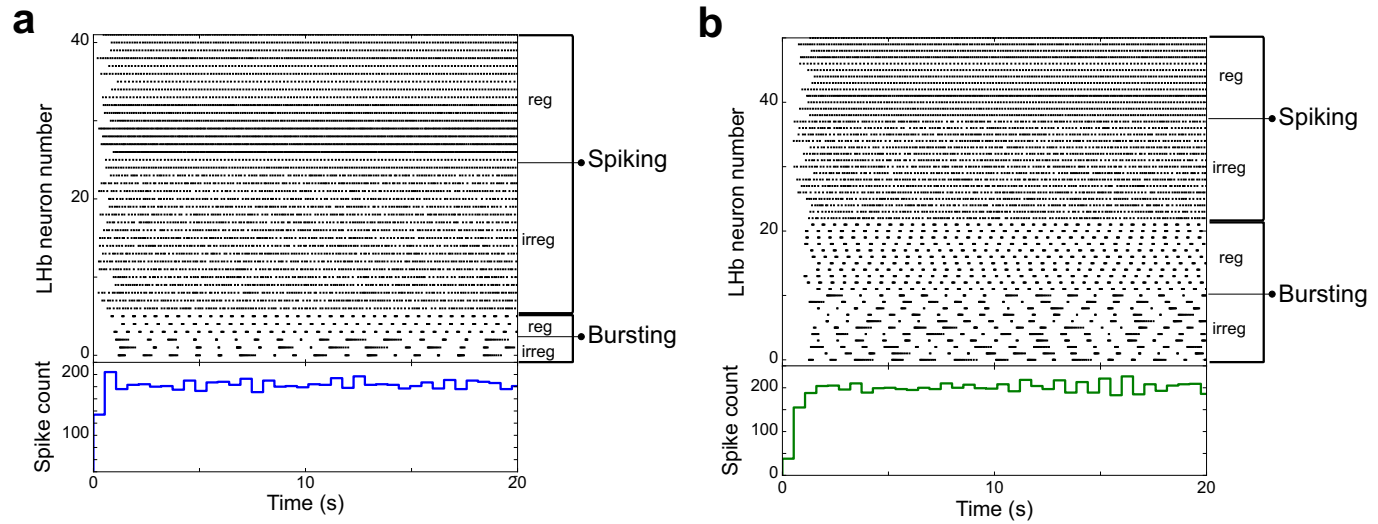 a
LHb neuron number
40
20
0
reg
irreg
Spiking
reg
irreg
Bursting
Spike count
200
100
0
10
20
Time (s)
b
LHb neuron number
40
20
0
reg
irreg
Spiking
reg
irreg
Bursting
Spike count
200
100
0
0
10
20
Time (s)